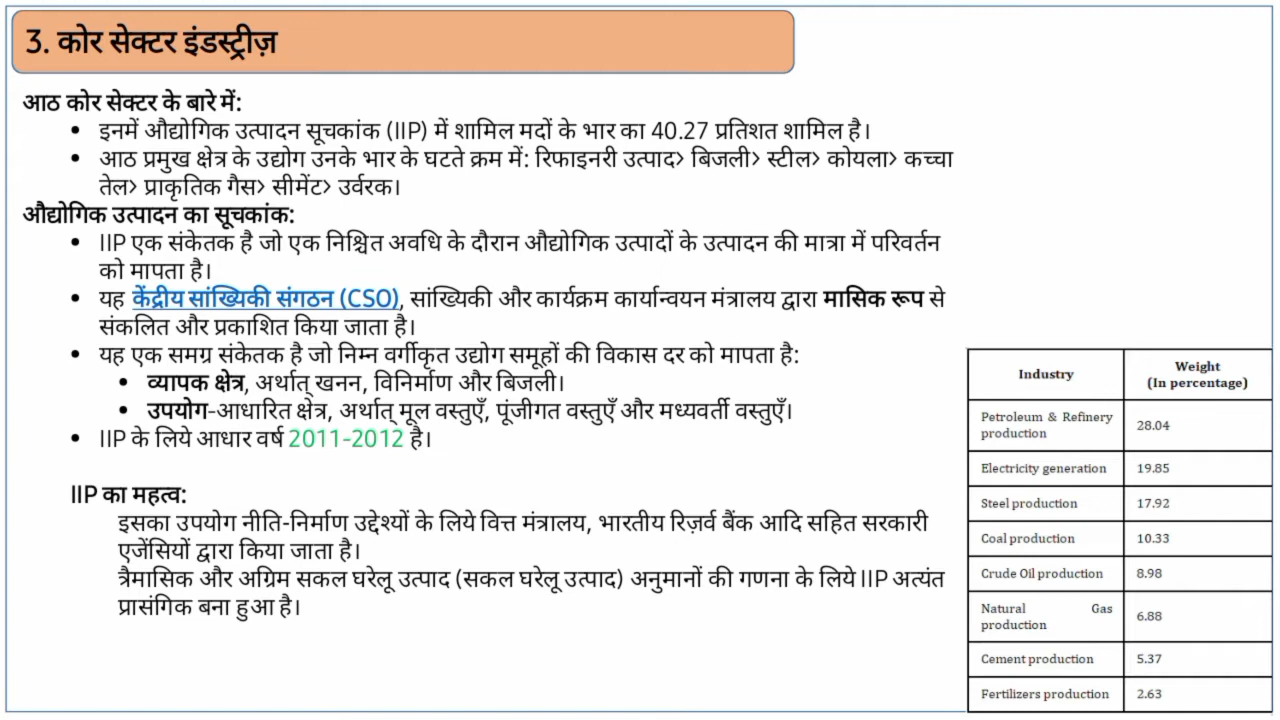 3. कोर सेक्टर इंडस्ट्रीज़
आठ कोर सेक्टर के बारे में:
• इनमें औद्योगिक उत्पादन सूचकांक (IIP) में शामिल मदों के भार का 40.27 प्रतिशत शामिल है।
• आठ प्रमुख क्षेत्र के उद्योग उनके भार के घटते क्रम में: रिफाइनरी उत्पाद> बिजली> स्टील> कोयला> कच्चा
तेल> प्राकृतिक गैस> सीमेंट> उर्वरक।
औद्योगिक उत्पादन का सूचकांक:
• IIP एक संकेतक है जो एक निश्चित अवधि के दौरान औद्योगिक उत्पादों के उत्पादन की मात्रा में परिवर्तन
को मापता है।
• यह केंद्रीय सांख्यिकी संगठन (CSO), सांख्यिकी और कार्यक्रम कार्यान्वयन मंत्रालय द्वारा मासिक रूप से
संकलित और प्रकाशित किया जाता है।
• यह एक समग्र संकेतक है जो निम्न वर्गीकृत उद्योग समूहों की विकास दर को मापता है:
• व्यापक क्षेत्र, अर्थात् खनन, विनिर्माण और बिजली।
• उपयोग-आधारित क्षेत्र, अर्थात् मूल वस्तुएँ, पूंजीगत वस्तुएँ और मध्यवर्ती वस्तुएँ।
• IIP के लिये आधार वर्ष 2011-2012 है।
IIP का महत्व:
इसका उपयोग नीति-निर्माण उद्देश्यों के लिये वित्त मंत्रालय, भारतीय रिज़र्व बैंक आदि सहित सरकारी
एजेंसियों द्वारा किया जाता है।
त्रैमासिक और अग्रिम सकल घरेलू उत्पाद (सकल घरेलू उत्पाद) अनुमानों की गणना के लिये IIP अत्यंत
प्रासंगिक बना हुआ है।
Industry Weight
(In percentage)
Petroleum & Refinery
production 28.04
Electricity generation 19.85
Steel production 17.92
Coal production 10.33
Crude Oil production 8.98
Natural Gas
production 6.88
Cement production 5.37
Fertilizers production 2.63